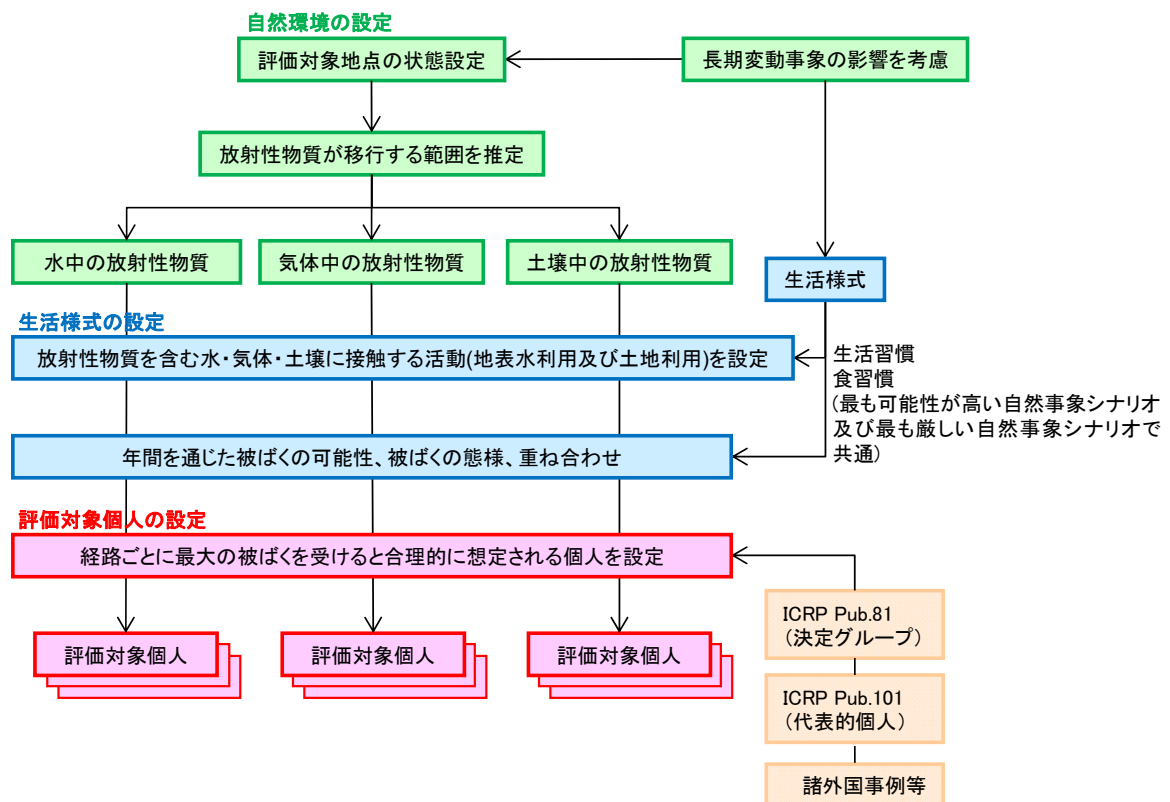 自然環境の設定
評価対象地点の状態設定
長期変動事象の影響を考慮
放射性物質が移行する範囲を推定
水中の放射性物質
気体中の放射性物質
土壌中の放射性物質
生活様式
生活様式の設定
放射性物質を含む水・気体・土壌に接触する活動(地表水利用及び土地利用)を設定
生活習慣
食習慣
(最も可能性が高い自然事象シナリオ
及び最も厳しい自然事象シナリオで
共通)
年間を通じた被ばくの可能性、被ばくの態様、重ね合わせ
評価対象個人の設定
経路ごとに最大の被ばくを受けると合理的に想定される個人を設定
ICRP Pub.81
(決定グループ)
評価対象個人
評価対象個人
評価対象個人
ICRP Pub.101
(代表的個人)
諸外国事例等